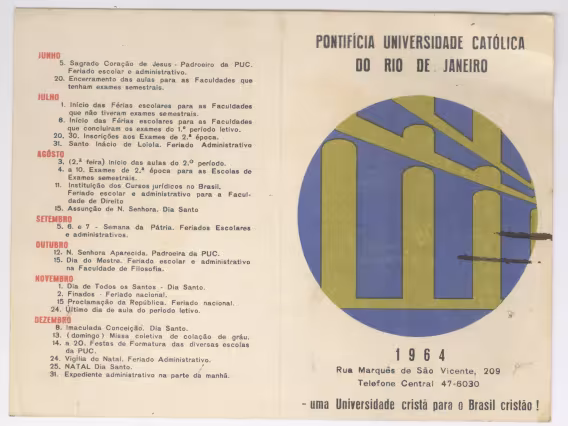 JUNHO
5. Sagrado Coração de Jesus - Padroeiro da PUC.
Feriado escolar e administrativo.
20. Encerramento das aulas para as Faculdades que
tenham exames semestrais.
JULHO
1. Início das Férias escolares para as Faculdades
que não tiveram exames semestrais.
6. Início das Férias escolares para as Faculdades
que concluiram os exames do 1.º período letivo.
20, 30. Inscrições aos Exames de 2.ª época.
31. Santo Inácio de Loiola. Feriado Administrativo
AGÔSTO
3. (2.ª feira) Início das aulas do 2.º período.
4. a 10. Exames de 2.ª época para as Escolas de
Exames semestrais.
11. Instituição dos Cursos jurídicos no Brasil.
Feriado escolar e administrativo para a Facul-
dade de Direito
15. Assunção de N. Senhora. Dia Santo
SETEMBRO
5. 6. e 7 - Semana da Pátria. Feriados Escolares
e administrativos.
OUTUBRO
12. N. Senhora Aparecida. Padroeira da PUC.
15. Dia do Mestre. Feriado escolar e administrativo
na Faculdade de Filosofia.
NOVEMBRO
1. Dia de Todos os Santos - Dia Santo.
2. Finados - Feriado nacional.
15 Proclamação da República. Feriado nacional.
24. Último dia de aula do período letivo.
DEZEMBRO
8. Imaculada Conceição. Dia Santo.
13. (domingo) Missa coletiva de colação de gráu.
14. a 20. Festas de Formatura das diversas escolas
da PUC.
24. Vigília do Natal. Feriado Administrativo.
25. NATAL Dia Santo.
31. Expediente administrativo na parte da manhã.
PONTIFÍCIA UNIVERSIDADE CATÓLICA
DO RIO DE JANEIRO
1964
Rua Marquês de São Vicente, 209
Telefone Central 47-6030
- uma Universidade cristã para o Brasil cristão !